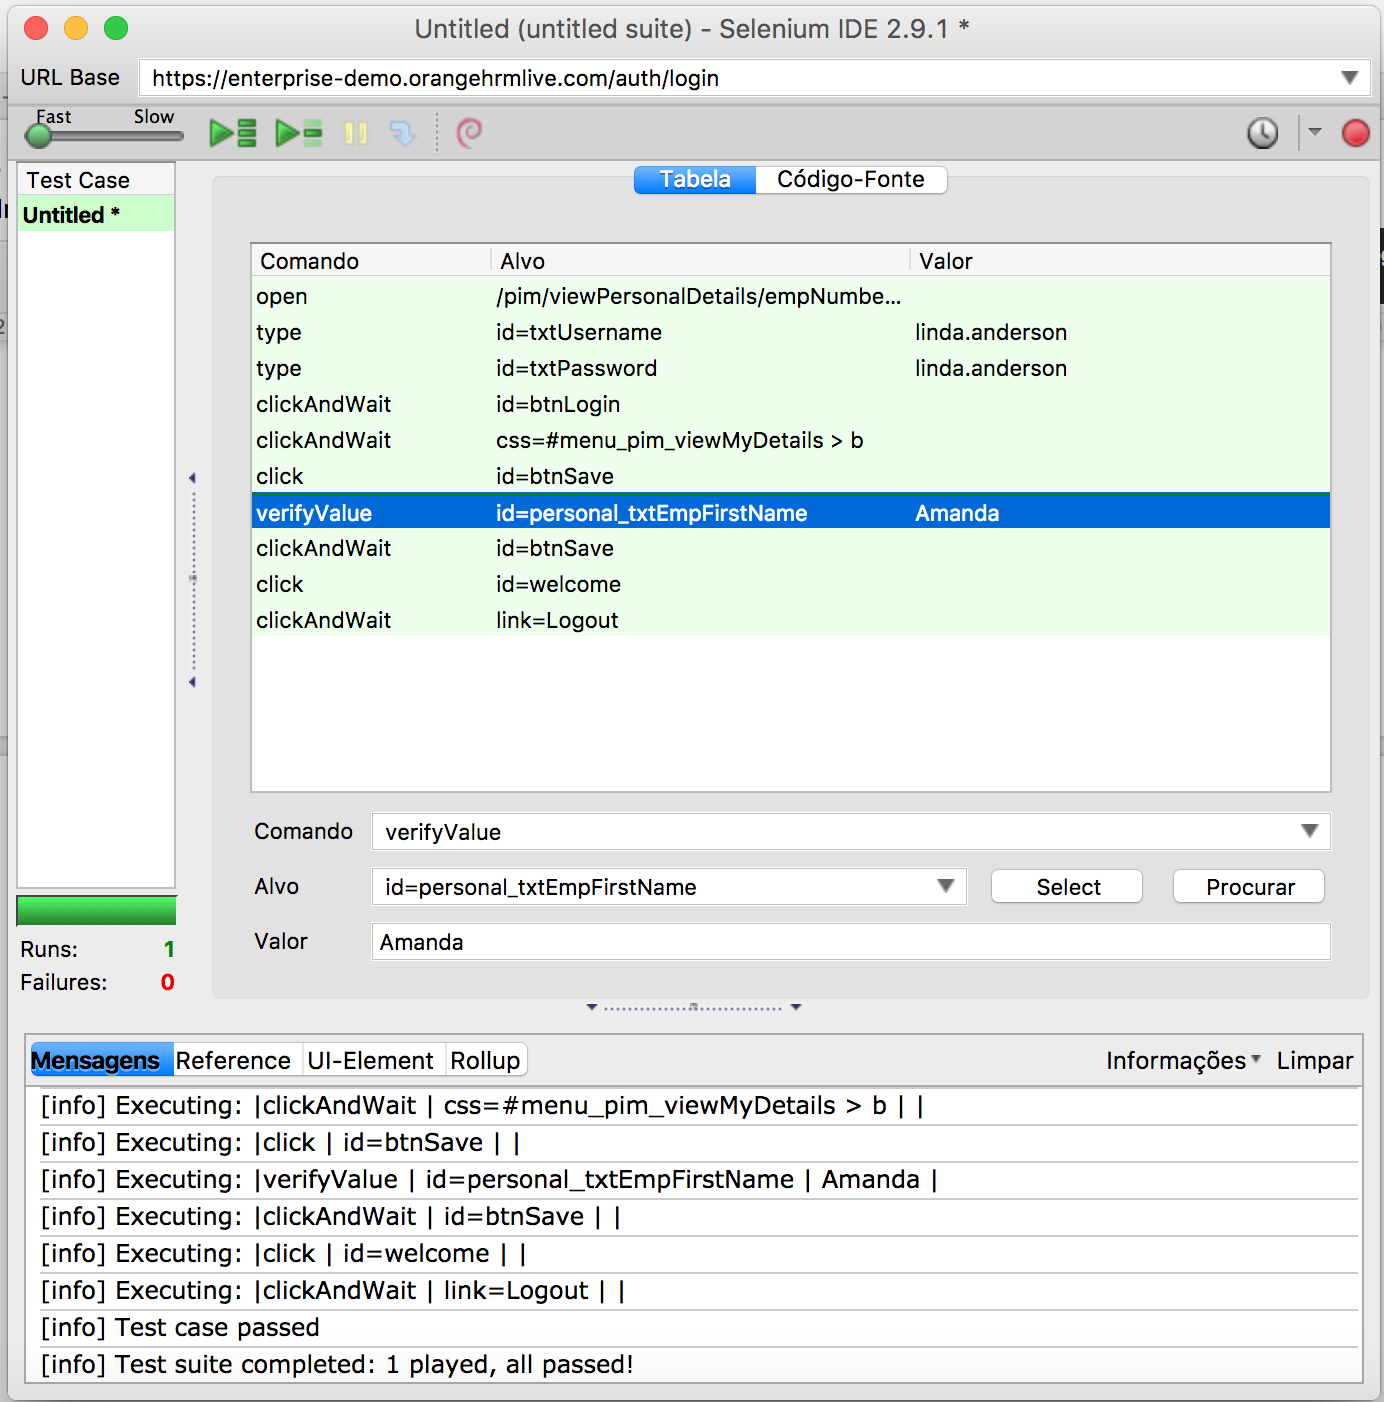 Untitled (untitled suite) - Selenium IDE 2.9.1 *
URL Base https://enterprise-demo.orangehrmlive.com/auth/login
Fast Slow
Test Case
Untitled *
Tabela Código-Fonte
Comando Alvo Valor
open /pim/viewPersonalDetails/empNumbe...
type id=txtUsername linda.anderson
type id=txtPassword linda.anderson
clickAndWait id=btnLogin
clickAndWait css=#menu_pim_viewMyDetails > b
click id=btnSave
verifyValue id=personal_txtEmpFirstName Amanda
clickAndWait id=btnSave
click id=welcome
clickAndWait link=Logout
Comando verifyValue
Alvo id=personal_txtEmpFirstName Select Procurar
Valor Amanda
Runs: 1
Failures: 0
Mensagens Reference UI-Element Rollup Informações Limpar
[info] Executing: |clickAndWait | css=#menu_pim_viewMyDetails > b | |
[info] Executing: |click | id=btnSave | |
[info] Executing: |verifyValue | id=personal_txtEmpFirstName | Amanda |
[info] Executing: |clickAndWait | id=btnSave | |
[info] Executing: |click | id=welcome | |
[info] Executing: |clickAndWait | link=Logout | |
[info] Test case passed
[info] Test suite completed: 1 played, all passed!